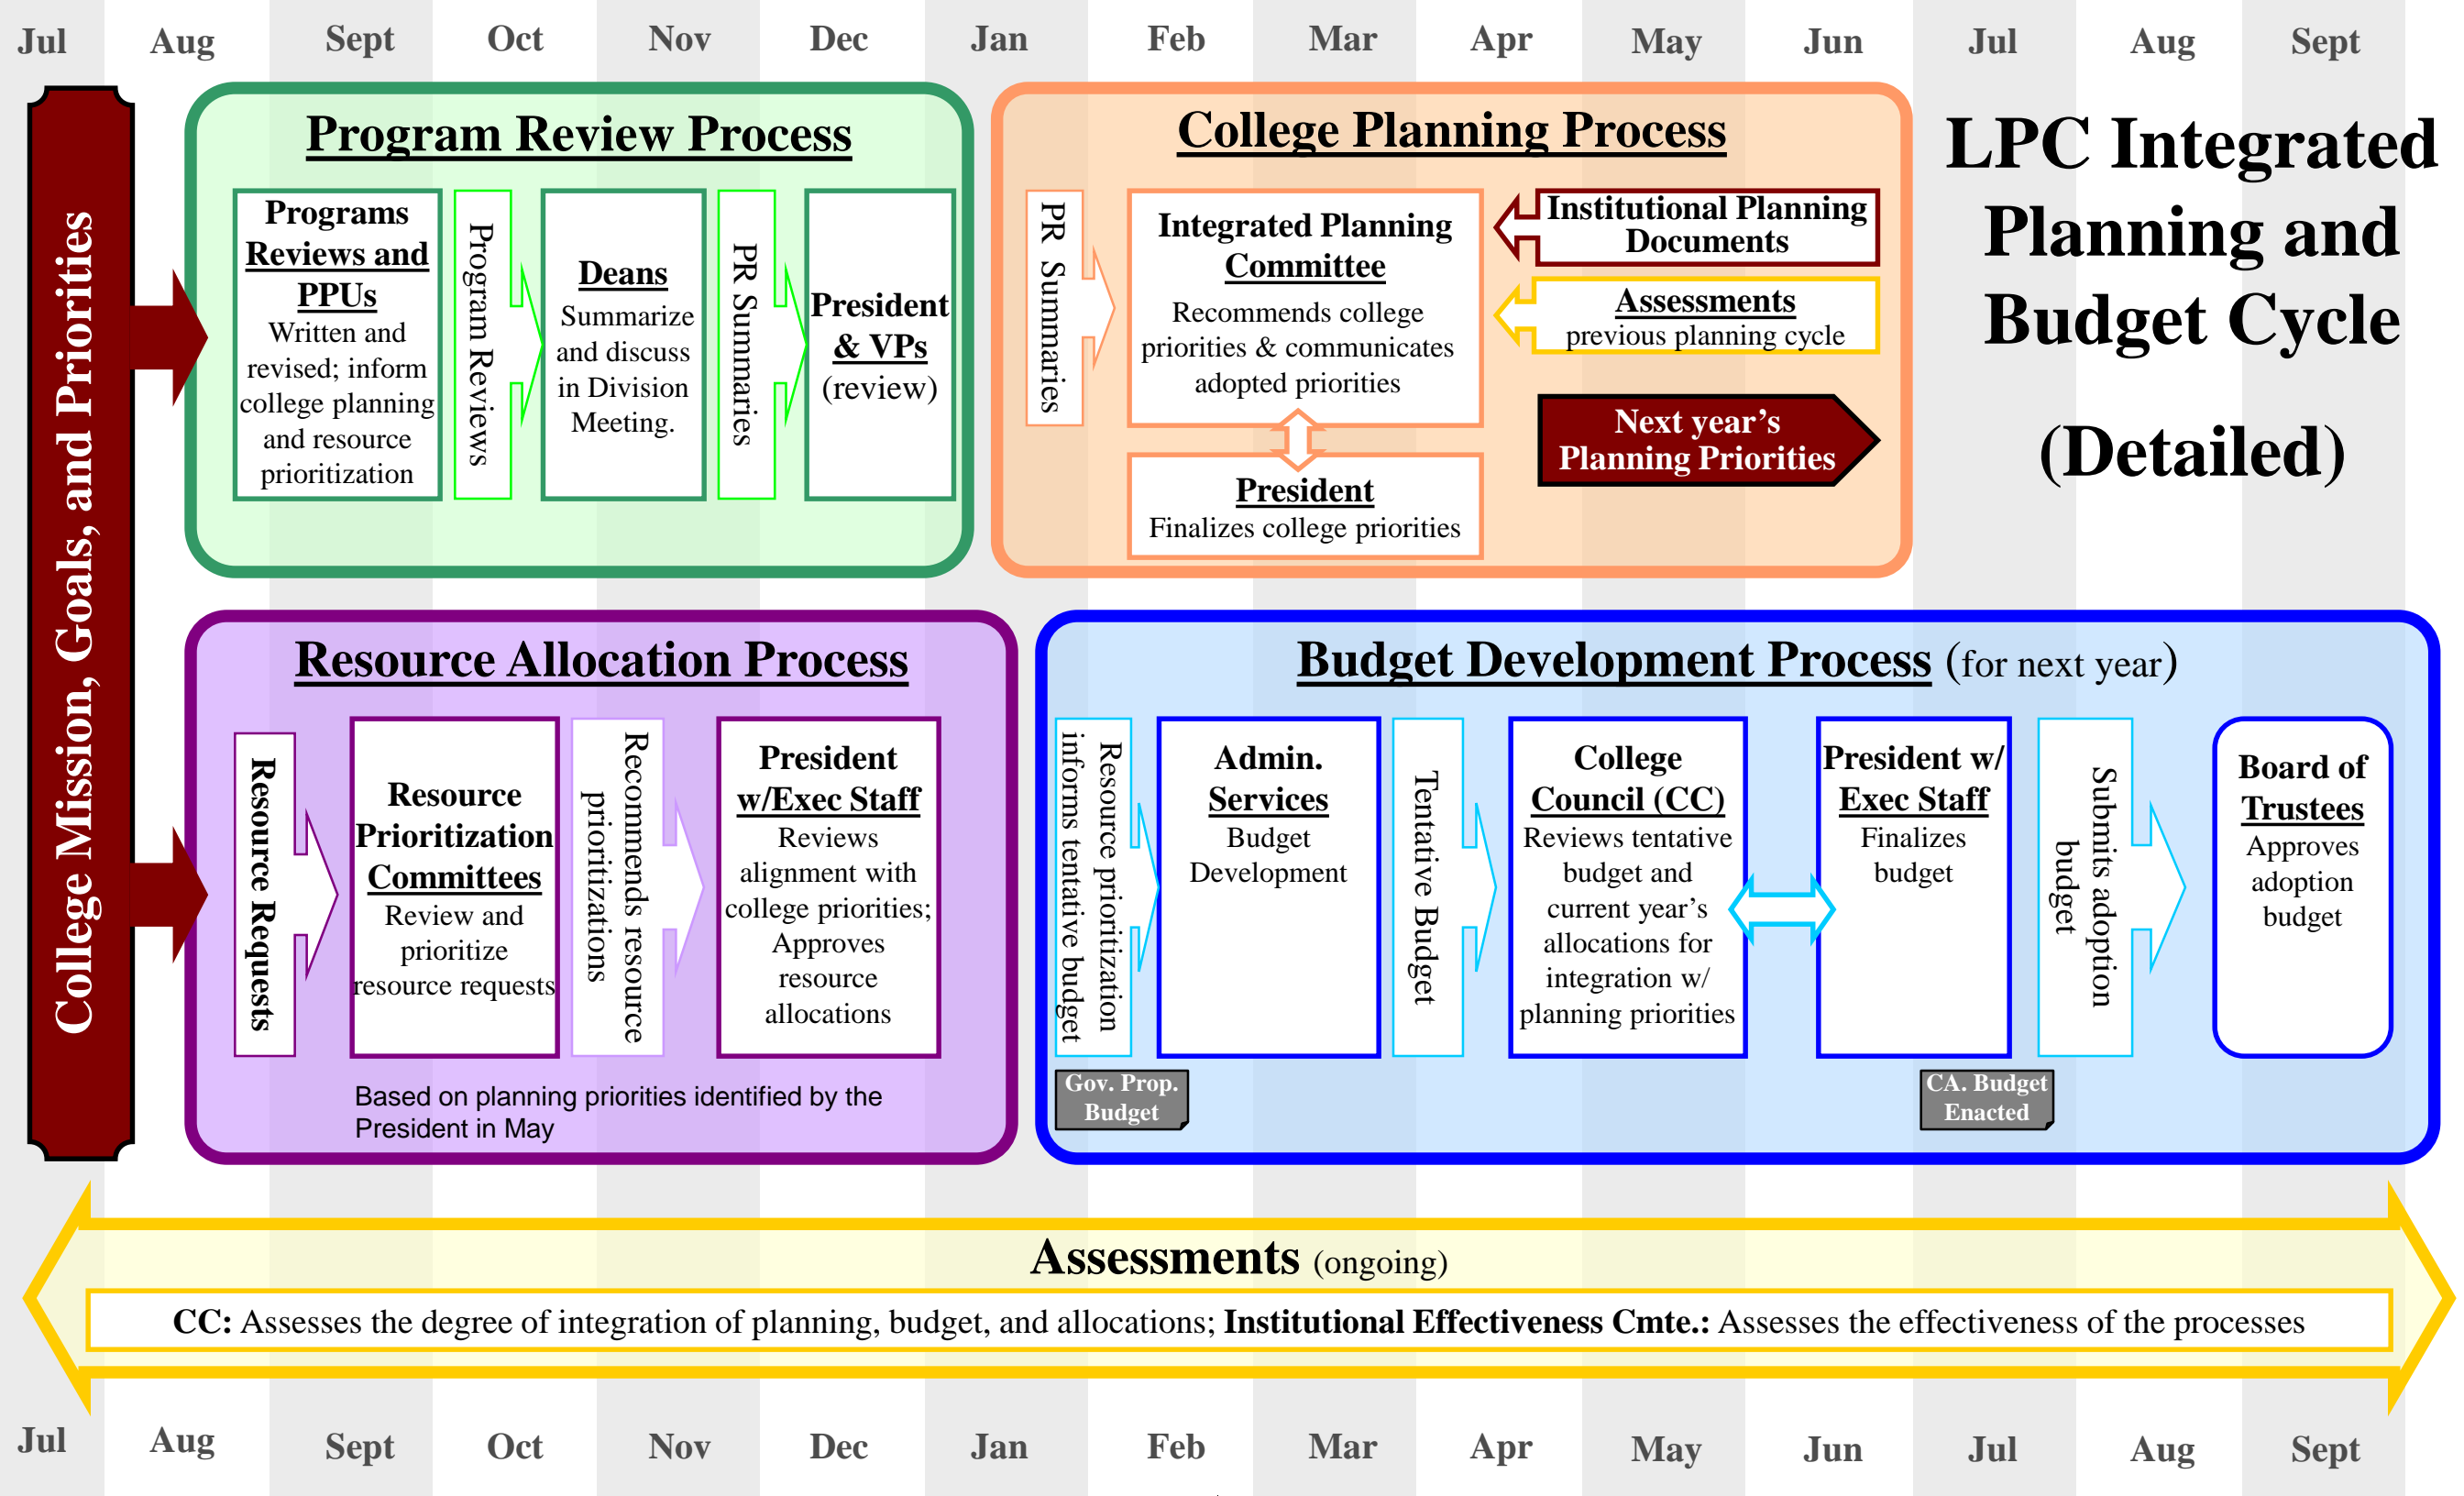 Jul Aug Sept Oct Nov Dec Jan Feb Mar Apr May Jun Jul Aug Sept
LPC Integrated
Planning and
Budget Cycle
(Detailed)
College Mission, Goals, and Priorities
Program Review Process
Programs
Reviews and
PPUs
Written and
revised; inform
college planning
and resource
prioritization
Program Reviews
Deans
Summarize
and discuss
in Division
Meeting.
PR Summaries
President
& VPs
(review)
College Planning Process
PR Summaries
Integrated Planning
Committee
Recommends college
priorities & communicates
adopted priorities
President
Finalizes college priorities
Institutional Planning
Documents
Assessments
previous planning cycle
Next year’s
Planning Priorities
Resource Allocation Process
Resource Requests
Resource
Prioritization
Committees
Review and
prioritize
resource requests
Recommends resource
prioritizations
President
w/Exec Staff
Reviews
alignment with
college priorities;
Approves
resource
allocations
Based on planning priorities identified by the
President in May
Budget Development Process (for next year)
Resource prioritization
informs tentative budget
Admin.
Services
Budget
Development
Tentative Budget
College
Council (CC)
Reviews tentative
budget and
current year’s
allocations for
integration w/
planning priorities
President w/
Exec Staff
Finalizes
budget
Submits adoption
budget
Board of
Trustees
Approves
adoption
budget
Gov. Prop.
Budget
CA. Budget
Enacted
Assessments (ongoing)
CC: Assesses the degree of integration of planning, budget, and allocations; Institutional Effectiveness Cmte.: Assesses the effectiveness of the processes
Jul Aug Sept Oct Nov Dec Jan Feb Mar Apr May Jun Jul Aug Sept